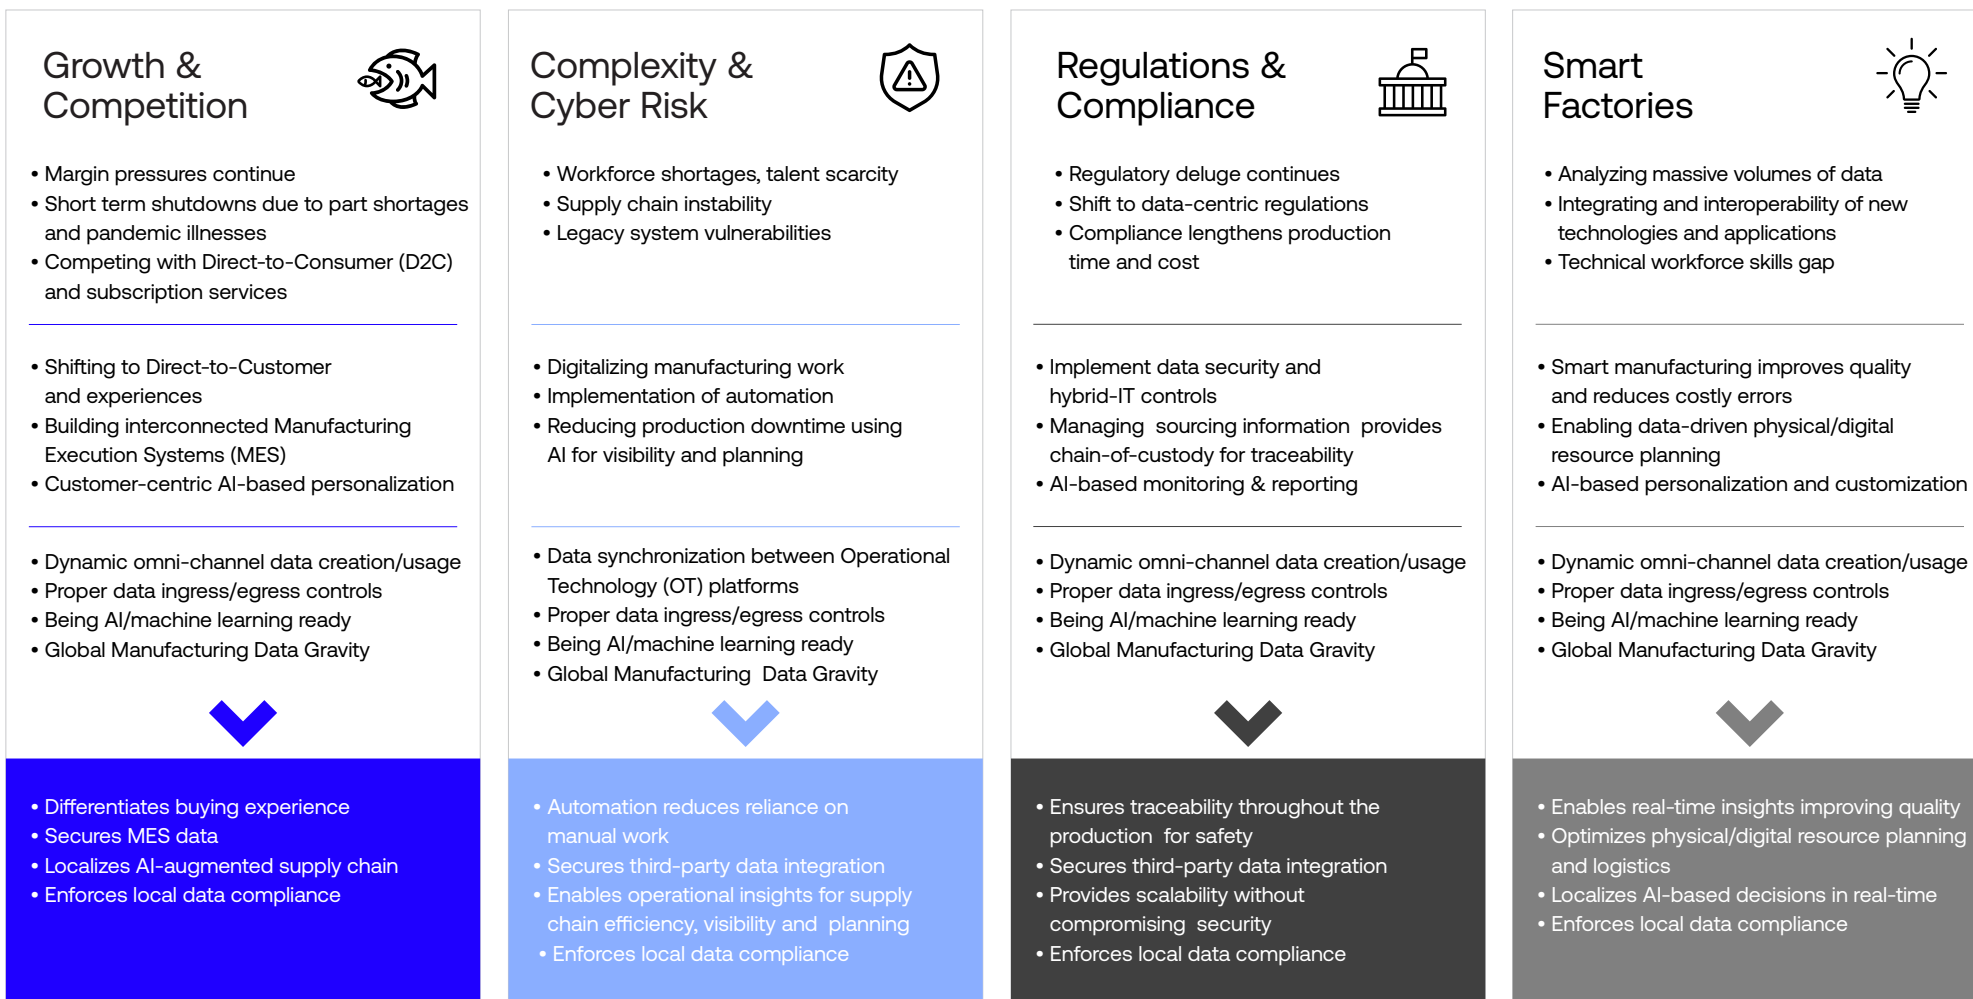 Growth &
Competition
• Margin pressures continue
• Short term shutdowns due to part shortages
and pandemic illnesses
• Competing with Direct-to-Consumer (D2C)
and subscription services
• Shifting to Direct-to-Customer
and experiences
• Building interconnected Manufacturing
Execution Systems (MES)
• Customer-centric AI-based personalization
• Dynamic omni-channel data creation/usage
• Proper data ingress/egress controls
• Being AI/machine learning ready
• Global Manufacturing Data Gravity
• Differentiates buying experience
• Secures MES data
• Localizes AI-augmented supply chain
• Enforces local data compliance
Complexity &
Cyber Risk
• Workforce shortages, talent scarcity
• Supply chain instability
• Legacy system vulnerabilities
• Digitalizing manufacturing work
• Implementation of automation
• Reducing production downtime using
AI for visibility and planning
• Data synchronization between Operational
Technology (OT) platforms
• Proper data ingress/egress controls
• Being AI/machine learning ready
• Global Manufacturing Data Gravity
• Automation reduces reliance on
manual work
• Secures third-party data integration
• Enables operational insights for supply
chain efficiency, visibility and planning
• Enforces local data compliance
Regulations &
Compliance
• Regulatory deluge continues
• Shift to data-centric regulations
• Compliance lengthens production
time and cost
• Implement data security and
hybrid-IT controls
• Managing sourcing information provides
chain-of-custody for traceability
• AI-based monitoring & reporting
• Dynamic omni-channel data creation/usage
• Proper data ingress/egress controls
• Being AI/machine learning ready
• Global Manufacturing Data Gravity
• Ensures traceability throughout the
production for safety
• Secures third-party data integration
• Provides scalability without
compromising security
• Enforces local data compliance
Smart
Factories
• Analyzing massive volumes of data
• Integrating and interoperability of new
technologies and applications
• Technical workforce skills gap
• Smart manufacturing improves quality
and reduces costly errors
• Enabling data-driven physical/digital
resource planning
• AI-based personalization and customization
• Dynamic omni-channel data creation/usage
• Proper data ingress/egress controls
• Being AI/machine learning ready
• Global Manufacturing Data Gravity
• Enables real-time insights improving quality
• Optimizes physical/digital resource planning
and logistics
• Localizes AI-based decisions in real-time
• Enforces local data compliance